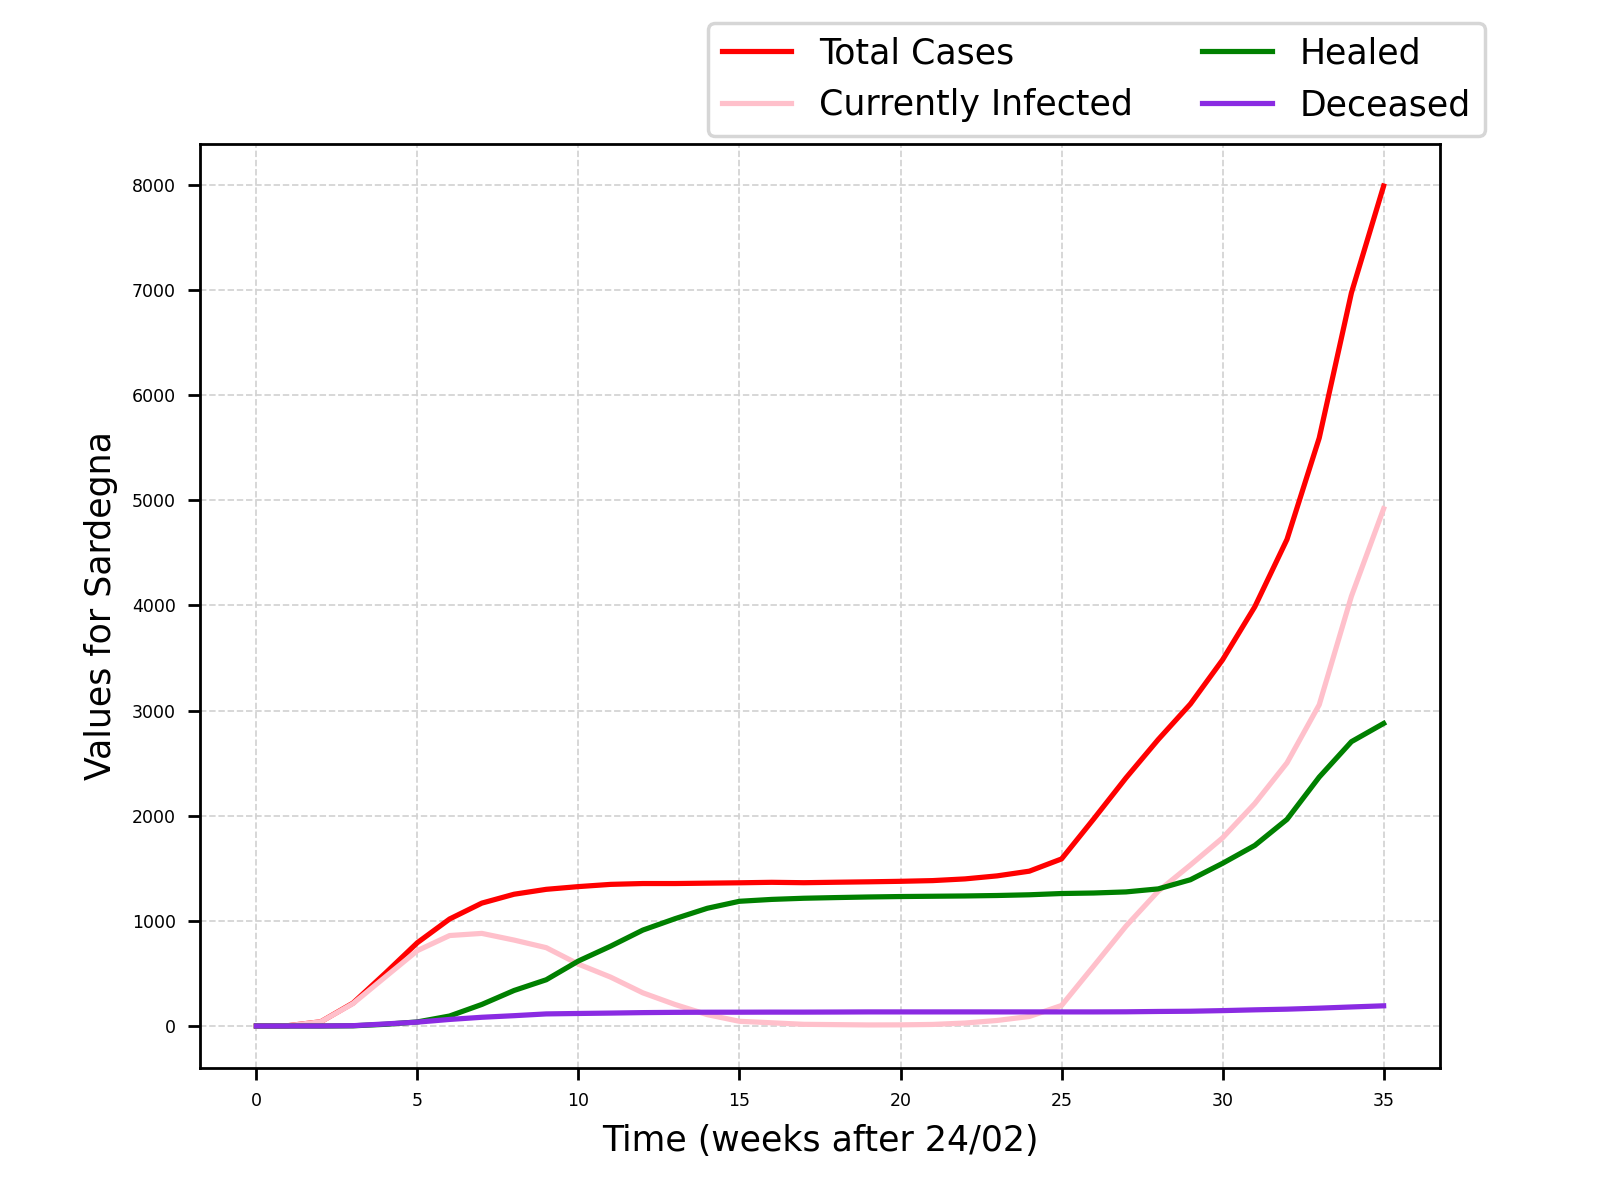 Total Cases
Currently Infected
Healed
Deceased
8000
7000
6000
5000
4000
3000
2000
1000
0
Values for Sardegna
0 5 10 15 20 25 30 35
Time (weeks after 24/02)